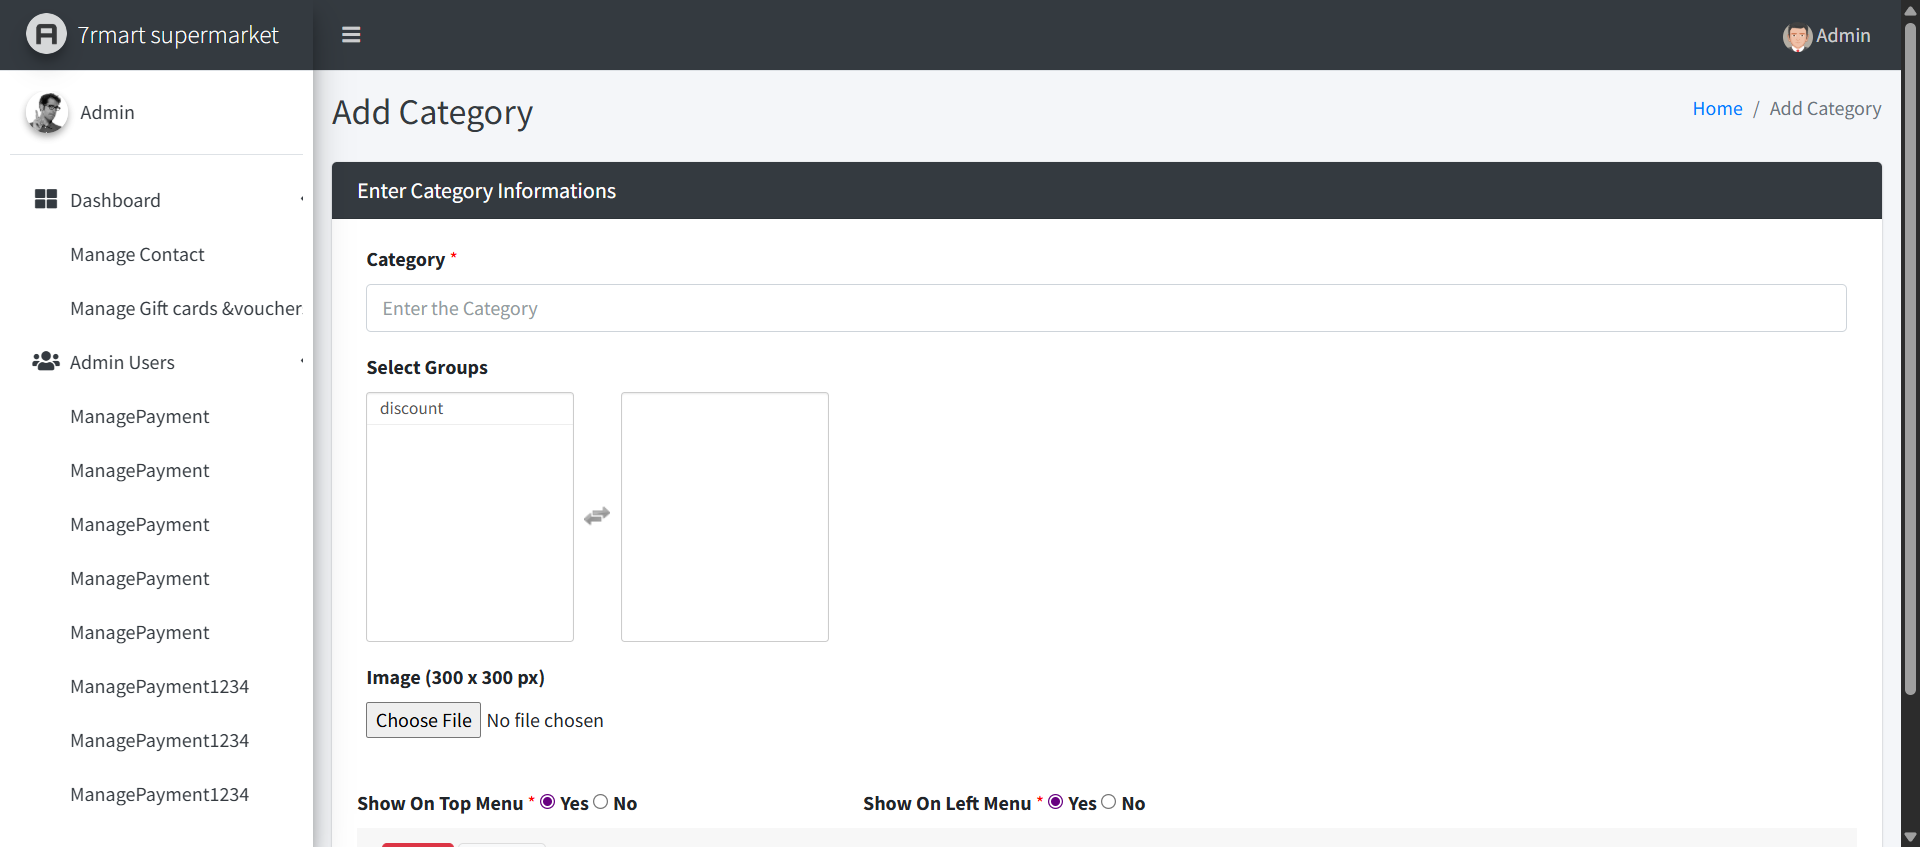 7rmart supermarket
Admin
Admin
Add Category
Home / Add Category
Dashboard
Manage Contact
Manage Gift cards &voucher
Admin Users
ManagePayment
ManagePayment
ManagePayment
ManagePayment
ManagePayment
ManagePayment1234
ManagePayment1234
ManagePayment1234
Enter Category Informations
Category *
Enter the Category
Select Groups
discount
Image (300 x 300 px)
Choose File No file chosen
Show On Top Menu * Yes No
Show On Left Menu * Yes No